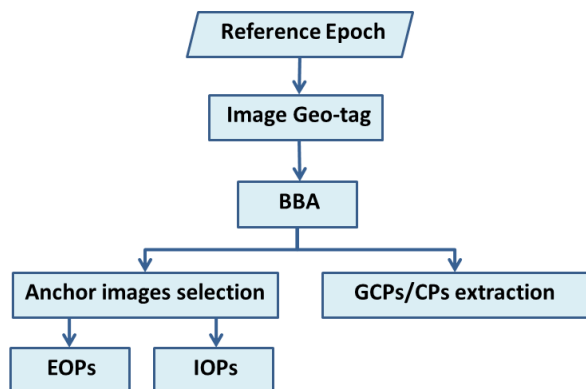 Reference Epoch
Image Geo-tag
BBA
Anchor images selection
GCPs/CPs extraction
EOPs
IOPs